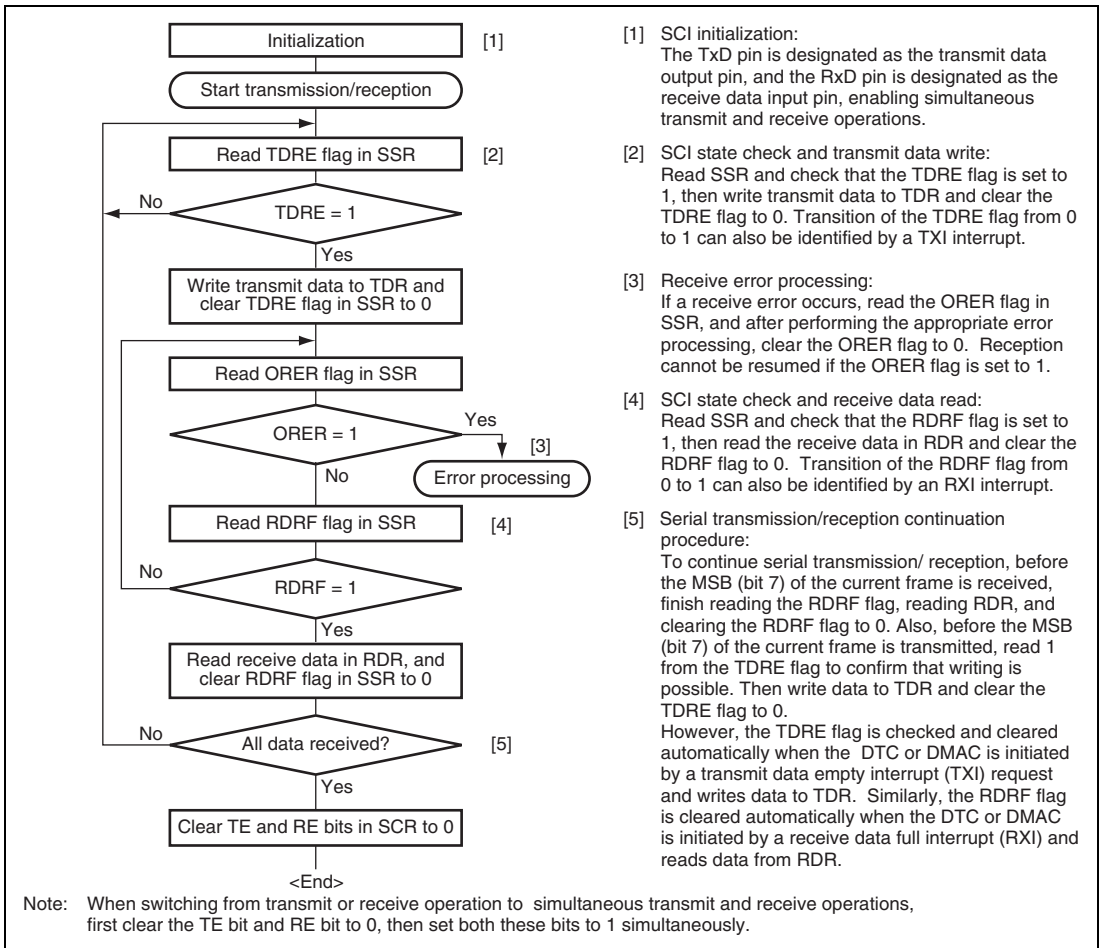 Initialization
[1]
Start transmission/reception
Read TDRE flag in SSR
[2]
No
TDRE = 1
Yes
Write transmit data to TDR and
clear TDRE flag in SSR to 0
Read ORER flag in SSR
Yes
ORER = 1
[3]
No
Error processing
Read RDRF flag in SSR
[4]
No
RDRF = 1
Yes
Read receive data in RDR, and
clear RDRF flag in SSR to 0
No
All data received?
[5]
Yes
Clear TE and RE bits in SCR to 0
<End>
[1] SCI initialization:
The TxD pin is designated as the transmit data
output pin, and the RxD pin is designated as the
receive data input pin, enabling simultaneous
transmit and receive operations.
[2] SCI state check and transmit data write:
Read SSR and check that the TDRE flag is set to
1, then write transmit data to TDR and clear the
TDRE flag to 0. Transition of the TDRE flag from 0
to 1 can also be identified by a TXI interrupt.
[3] Receive error processing:
If a receive error occurs, read the ORER flag in
SSR, and after performing the appropriate error
processing, clear the ORER flag to 0.  Reception
cannot be resumed if the ORER flag is set to 1.
[4] SCI state check and receive data read:
Read SSR and check that the RDRF flag is set to
1, then read the receive data in RDR and clear the
RDRF flag to 0.  Transition of the RDRF flag from
0 to 1 can also be identified by an RXI interrupt.
[5] Serial transmission/reception continuation
procedure:
To continue serial transmission/ reception, before
the MSB (bit 7) of the current frame is received,
finish reading the RDRF flag, reading RDR, and
clearing the RDRF flag to 0. Also, before the MSB
(bit 7) of the current frame is transmitted, read 1
from the TDRE flag to confirm that writing is
possible. Then write data to TDR and clear the
TDRE flag to 0.
However, the TDRE flag is checked and cleared
automatically when the  DTC or DMAC is initiated
by a transmit data empty interrupt (TXI) request
and writes data to TDR.  Similarly, the RDRF flag
is cleared automatically when the DTC or DMAC
is initiated by a receive data full interrupt (RXI) and
reads data from RDR.
Note: When switching from transmit or receive operation to  simultaneous transmit and receive operations,
first clear the TE bit and RE bit to 0, then set both these bits to 1 simultaneously.